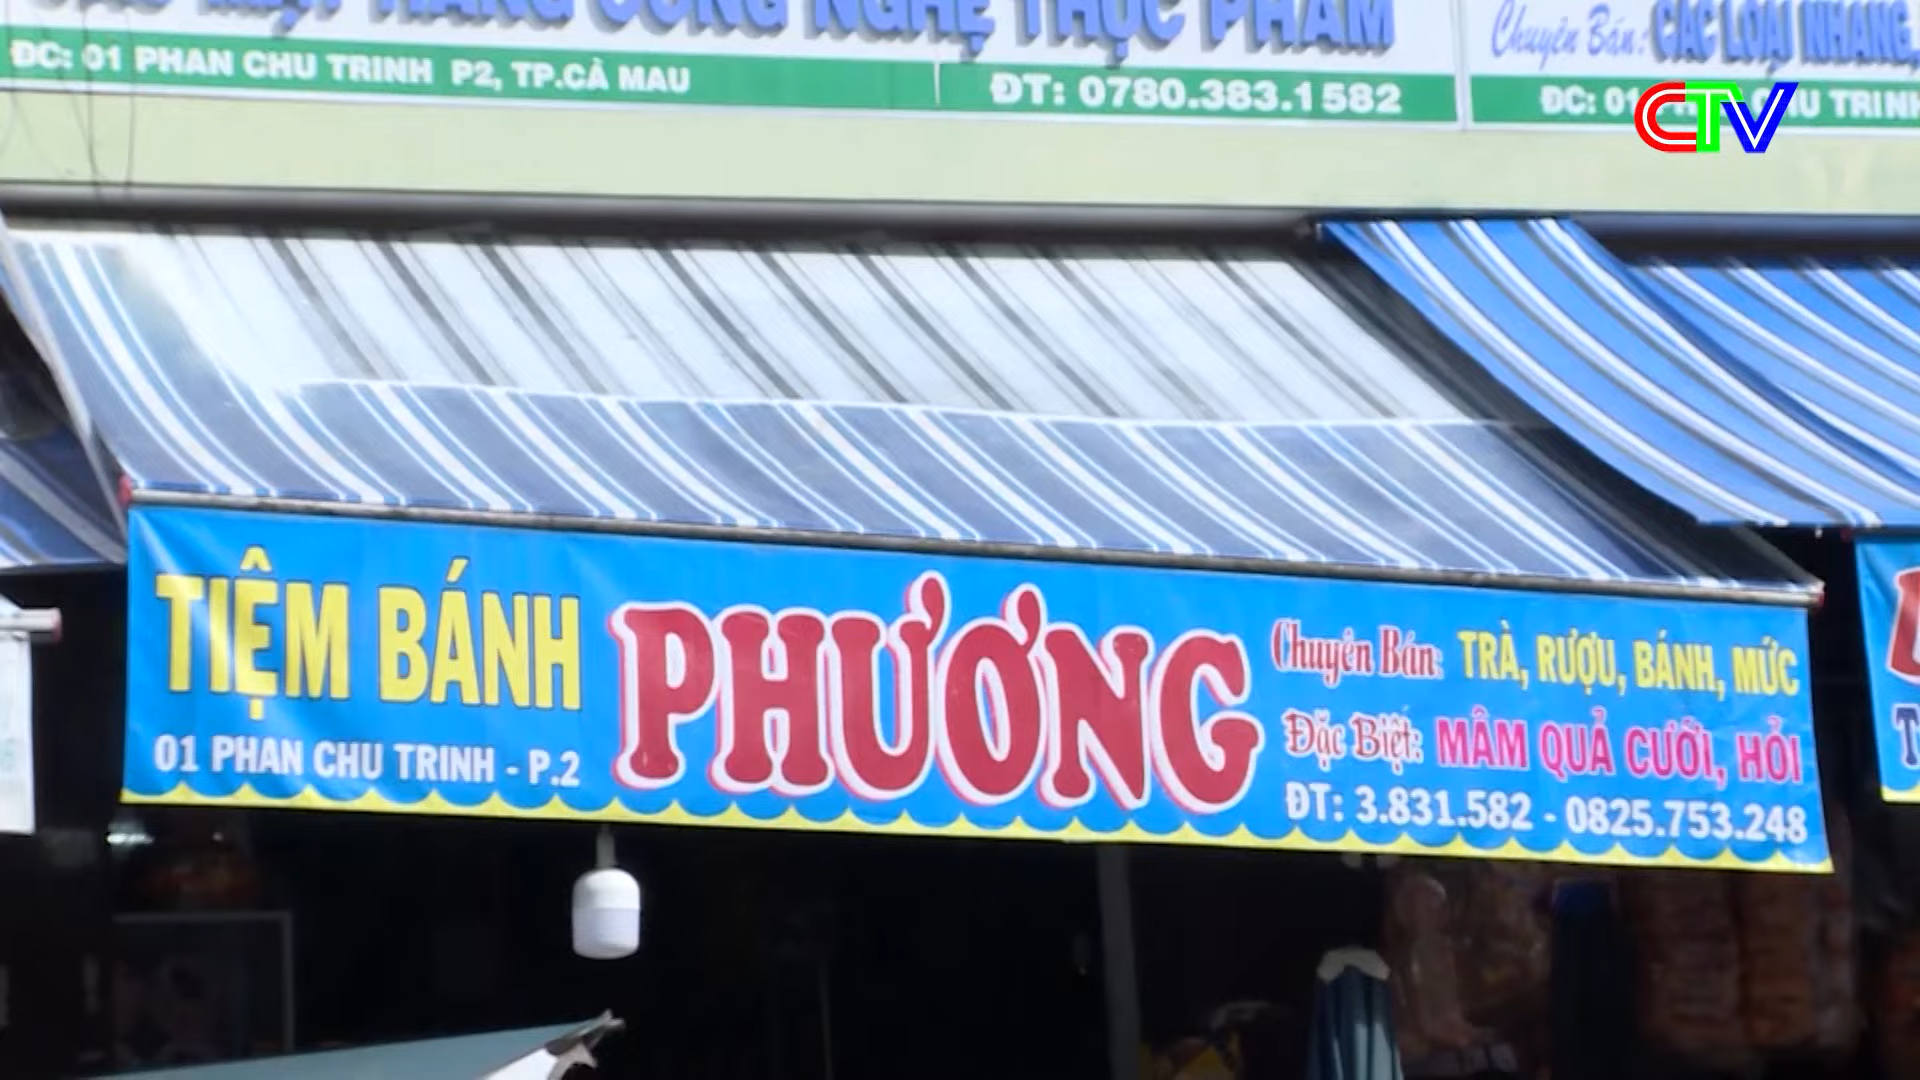 HÀNG CÔNG NGHỆ THỰC PHẨM
ĐC: 01 PHAN CHU TRINH P2, TP.CÀ MAU
ĐT: 0780.383.1582
Chuyên Bán: CÁC LOẠI NHANG,
ĐC: 01 CHU TRINH
CTV
TIỆM BÁNH
01 PHAN CHU TRINH - P.2
PHƯƠNG
Chuyên Bán: TRÀ, RƯỢU, BÁNH, MỨC
Đặc Biệt: MÂM QUẢ CƯỚI, HỎI
ĐT: 3.831.582 - 0825.753.248